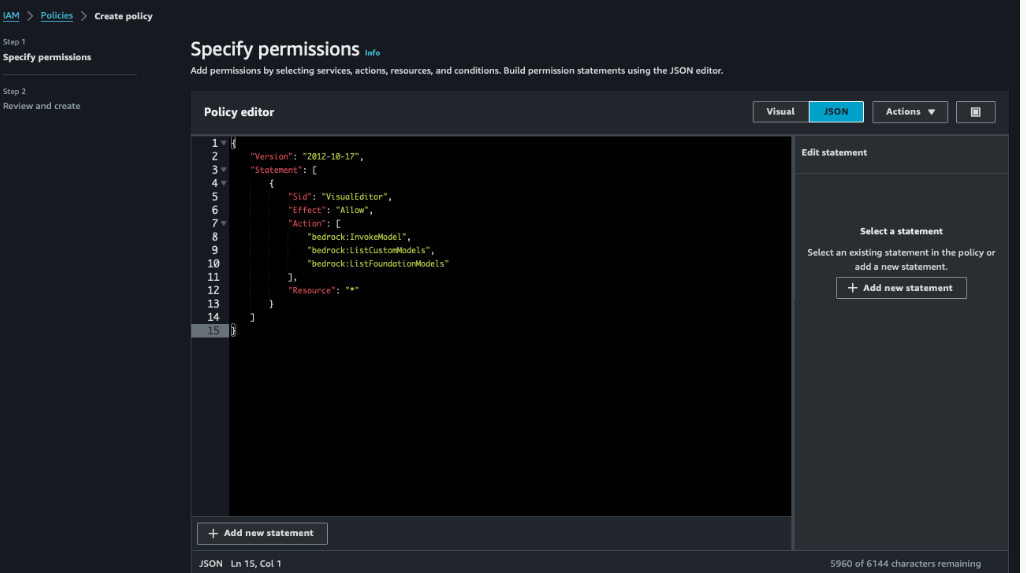 IAM > Policies > Create policy
Step 1
Specify permissions
Step 2
Review and create
Specify permissions Info
Add permissions by selecting services, actions, resources, and conditions. Build permission statements using the JSON editor.
Policy editor
Visual JSON Actions ▼
1 {
2 "Version": "2012-10-17",
3 "Statement": [
4 {
5 "Sid": "VisualEditor",
6 "Effect": "Allow",
7 "Action": [
8 "bedrock:InvokeModel",
9 "bedrock:ListCustomModels",
10 "bedrock:ListFoundationModels"
11 ],
12 "Resource": "*"
13 }
14 ]
15 }
Edit statement
Select a statement
Select an existing statement in the policy or
add a new statement.
+ Add new statement
+ Add new statement
JSON Ln 15, Col 1
5960 of 6144 characters remaining